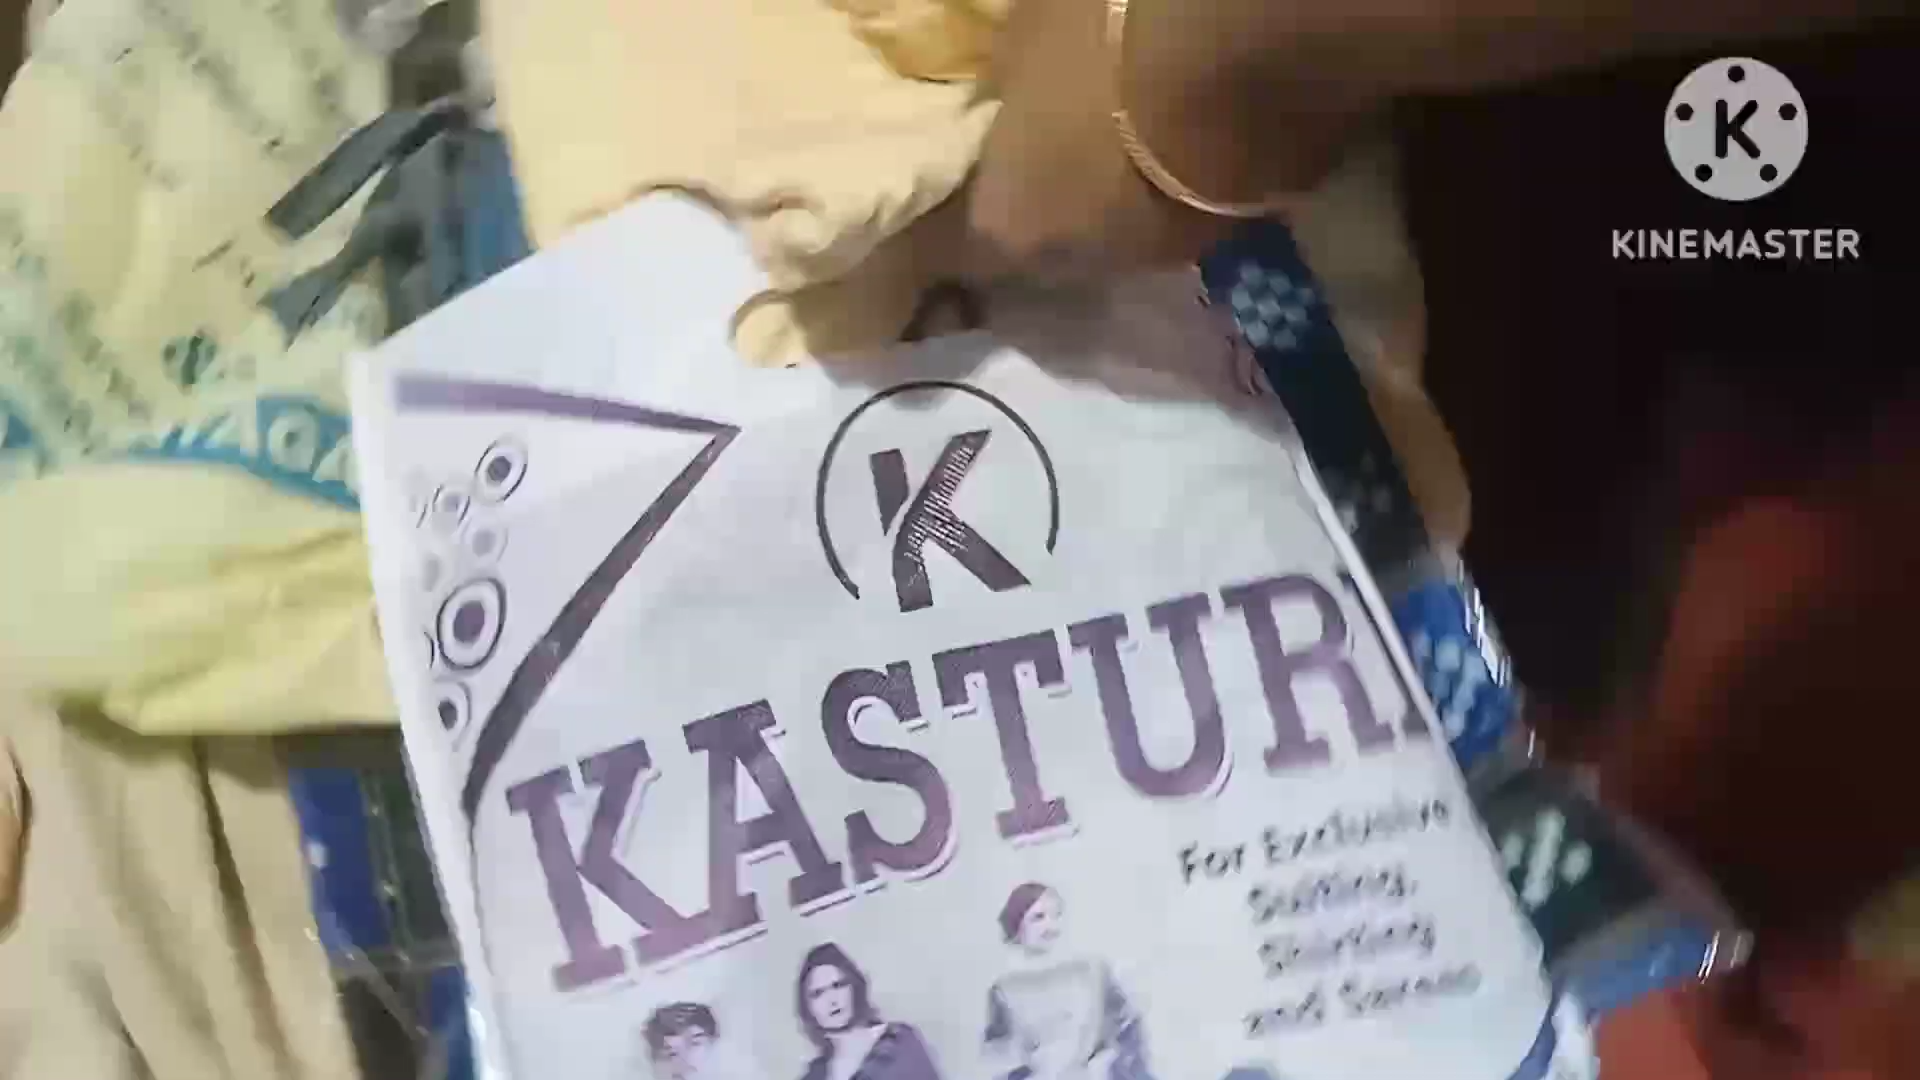 K
KINEMASTER
K
KASTURI
For Exclusive
Suiting,
Shirting
and Sarees